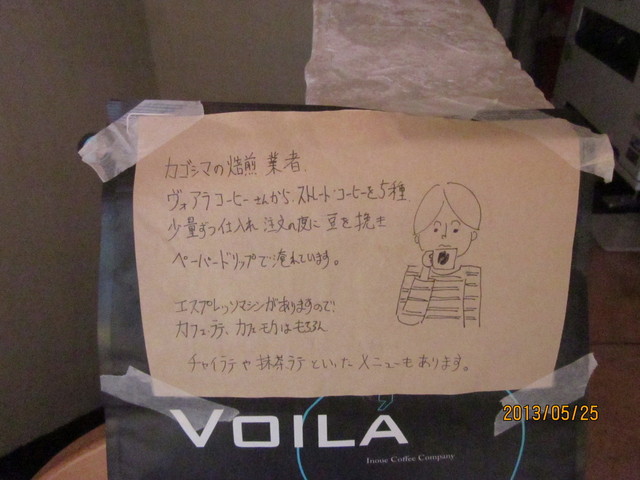 カゴシマの焙煎業者
ヴォアラコーヒーさんから、ストレートコーヒーを5種
少量ずつ仕入れ 注文の度に 豆を挽き
ペーパードリップで淹れています。
エスプレッソマシンがありますので
カフェラテ、カフェモカはもちろん
チャイラテや抹茶ラテといったメニューもあります。
VOILA
Inoue Coffee Company
2013/05/25